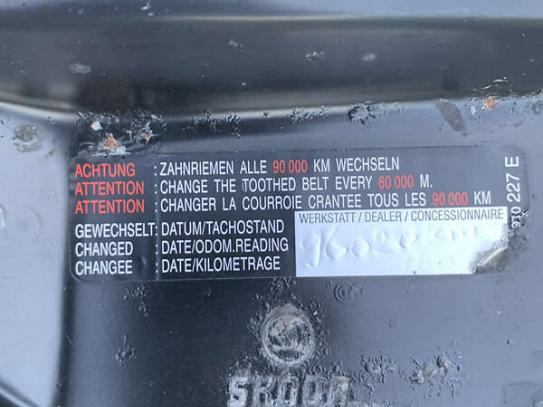 ACHTUNG : ZAHNRIEMEN ALLE 90 000 KM WECHSELN
ATTENTION : CHANGE THE TOOTHED BELT EVERY 60 000 M.
ATTENTION : CHANGER LA COURROIE CRANTEE TOUS LES 90 000 KM
WERKSTATT / DEALER / CONCESSIONNAIRE
GEWECHSELT: DATUM/TACHOSTAND
CHANGED : DATE/ODOM.READING
CHANGEE : DATE/KILOMETRAGE
227 E
ŠKODA